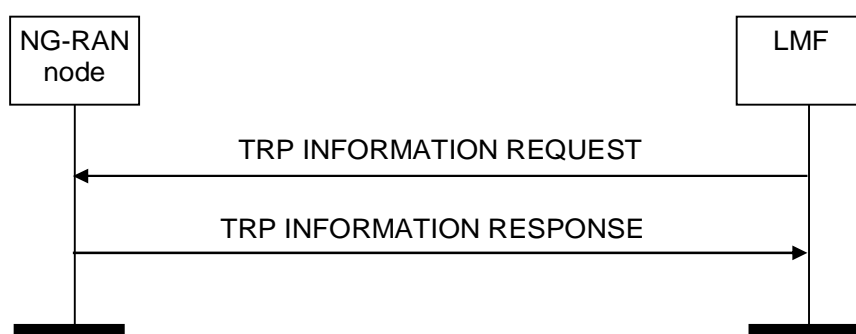 NG-RAN
node
LMF
TRP INFORMATION REQUEST
TRP INFORMATION RESPONSE